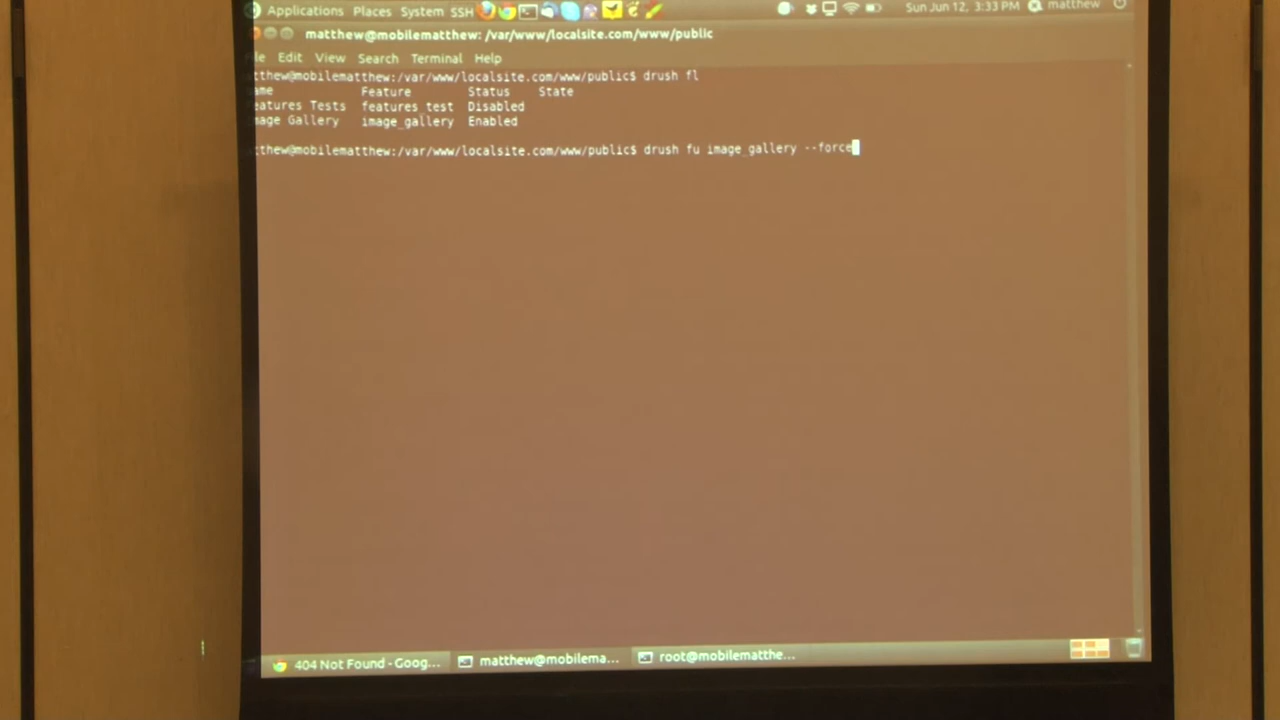 Applications Places System SSH Sun Jun 12, 3:33 PM matthew
matthew@mobilematthew: /var/www/localsite.com/www/public
File Edit View Search Terminal Help
tthew@mobilematthew:/var/www/localsite.com/www/public$ drush fl
ame Feature Status State
eatures Tests features_test Disabled
mage Gallery image_gallery Enabled
tthew@mobilematthew:/var/www/localsite.com/www/public$ drush fu image_gallery --force
404 Not Found - Goog... matthew@mobilema... root@mobilematthe...